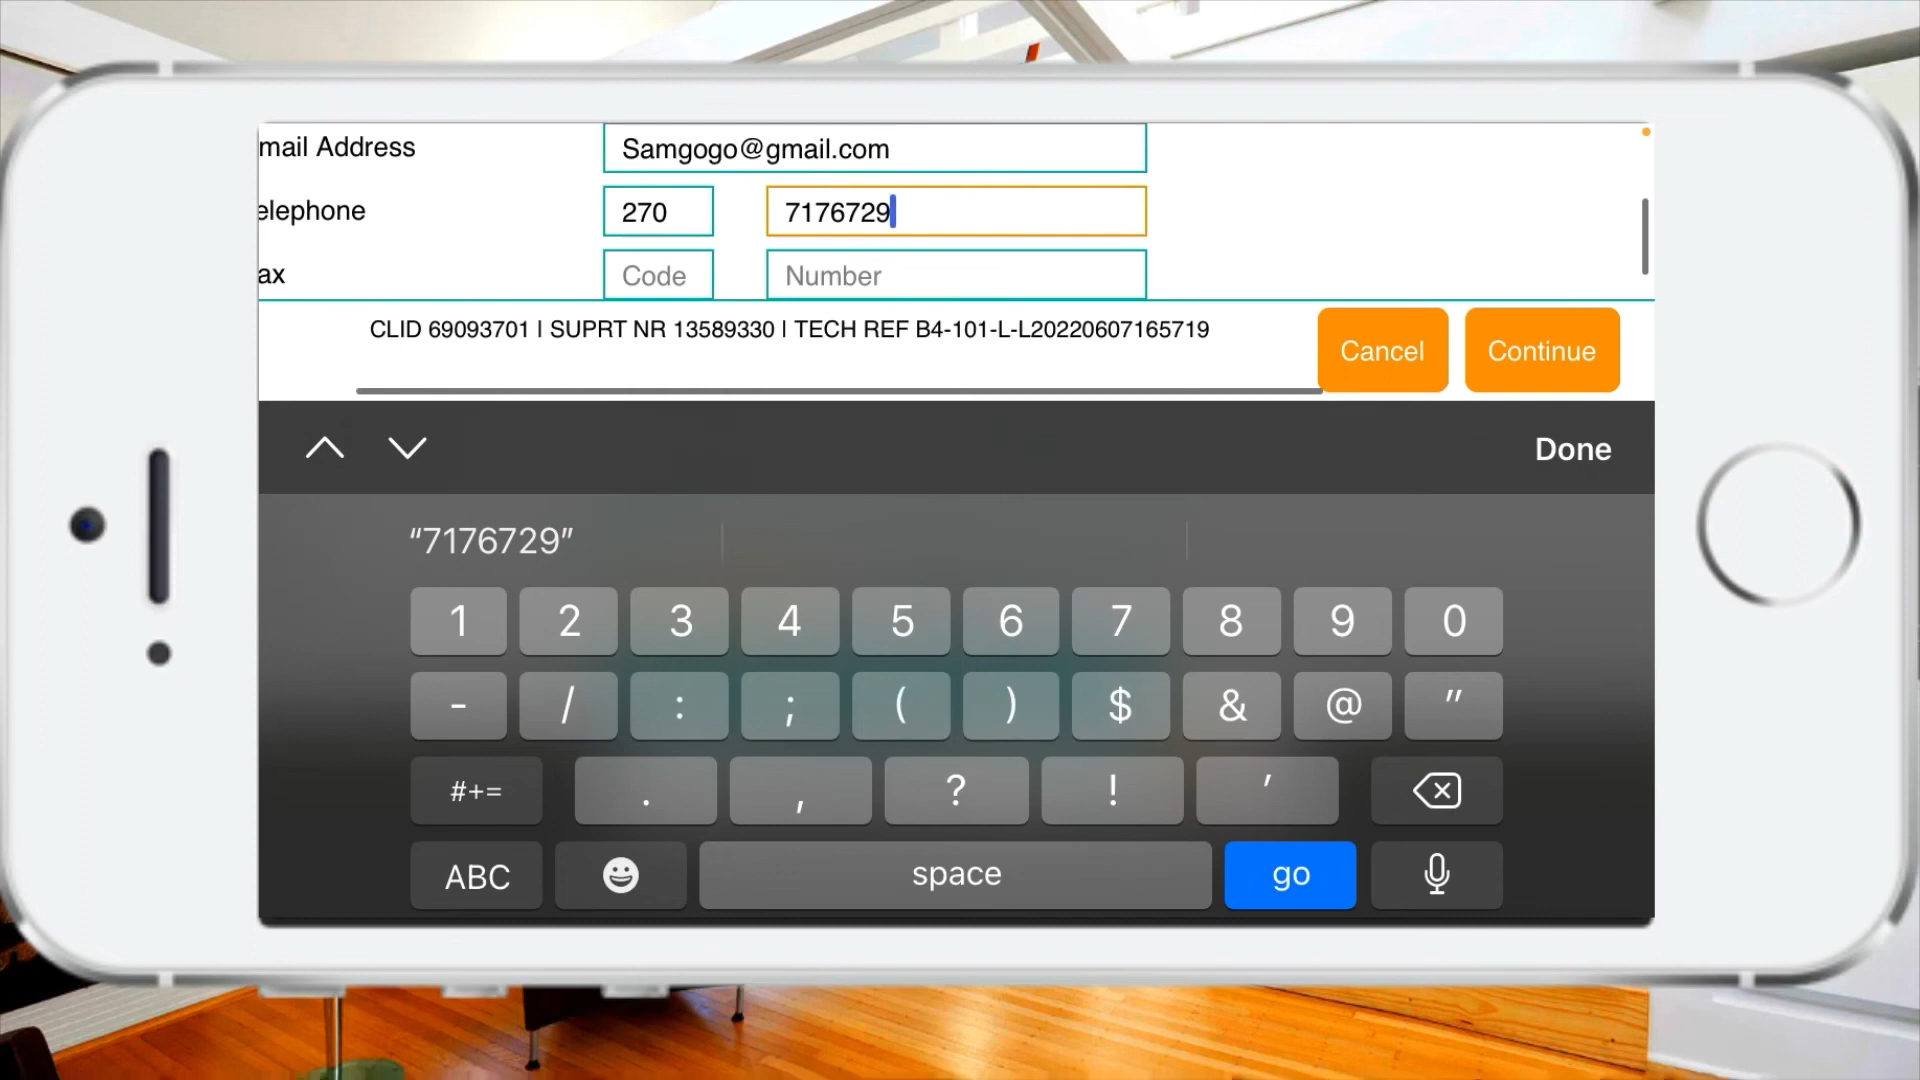 mail Address
Samgogo@gmail.com
elephone
270
7176729
ax
Code
Number
CLID 69093701 | SUPRT NR 13589330 | TECH REF B4-101-L-L20220607165719
Cancel
Continue
Done
“7176729”
1 2 3 4 5 6 7 8 9 0
- / : ; ( ) $ & @ "
#+= . , ? ! '
ABC space go